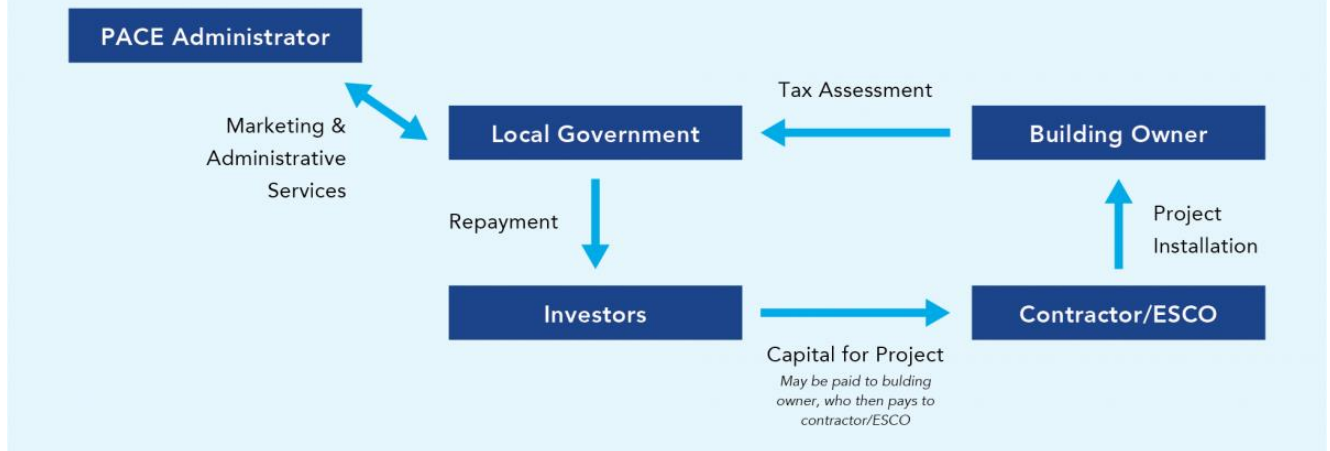 PACE Administrator
Marketing &
Administrative
Services
Local Government
Tax Assessment
Building Owner
Repayment
Project
Installation
Investors
Capital for Project
May be paid to bulding
owner, who then pays to
contractor/ESCO
Contractor/ESCO